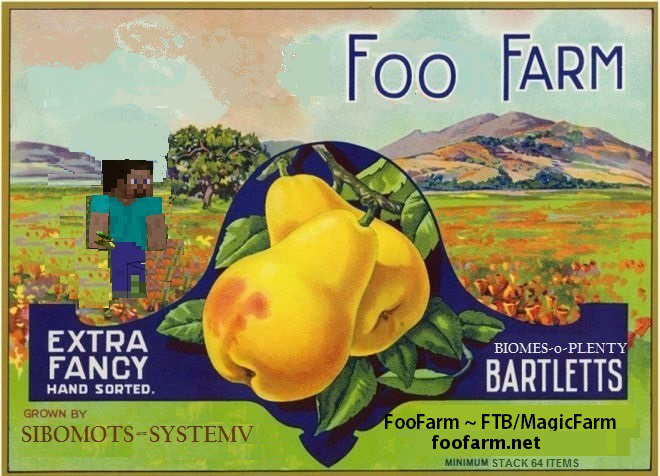 FOO FARM
EXTRA
FANCY
HAND SORTED.
BIOMES-O-PLENTY
BARTLETTS
GROWN BY
SIBOMOTS and SYSTEMV
FooFarm ~ FTB/MagicFarm
foofarm.net
MINIMUM STACK 64 ITEMS